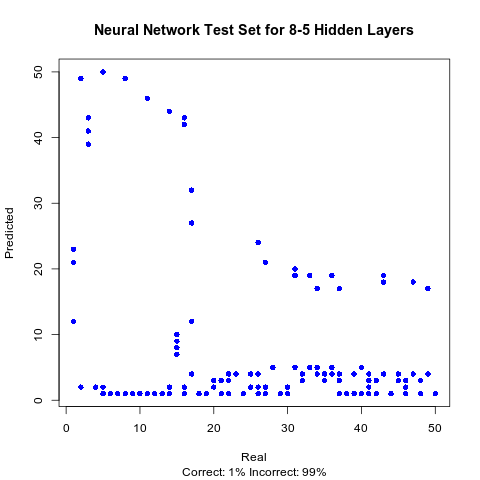 Neural Network Test Set for 8-5 Hidden Layers
Predicted
50
40
30
20
10
0
0 10 20 30 40 50
Real
Correct: 1% Incorrect: 99%